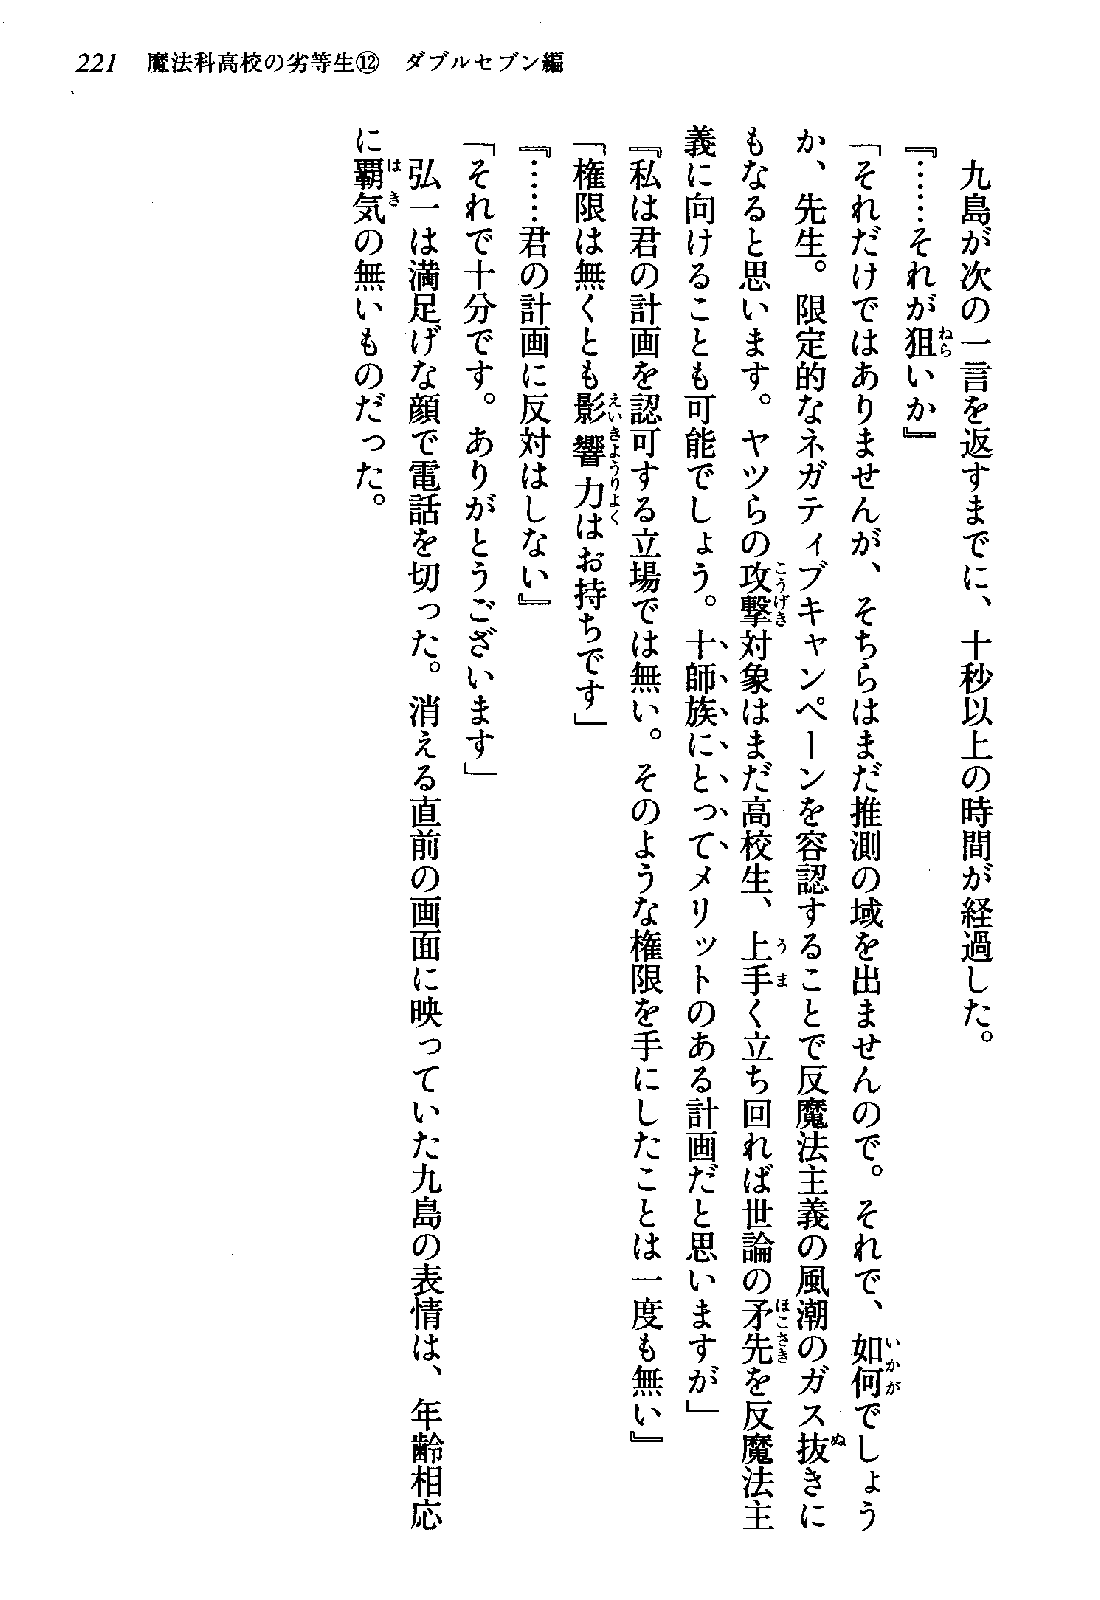 221 魔法科高校の劣等生⑫ ダブルセブン編
九島が次の一言を返すまでに、十秒以上の時間が経過した。
『……それが狙いか』
「それだけではありませんが、そちらはまだ推測の域を出ませんので。それで、如何でしょう
か、先生。限定的なネガティブキャンペーンを容認することで反魔法主義の風潮のガス抜きに
もなると思います。ヤツらの攻撃対象はまだ高校生、上手く立ち回れば世論の矛先を反魔法主
義に向けることも可能でしょう。十師族にとってメリットのある計画だと思いますが」
『私は君の計画を認可する立場では無い。そのような権限を手にしたことは一度も無い』
「権限は無くとも影響力はお持ちです」
『……君の計画に反対はしない』
「それで十分です。ありがとうございます」
弘一は満足げな顔で電話を切った。消える直前の画面に映っていた九島の表情は、年齢相応
に覇気の無いものだった。